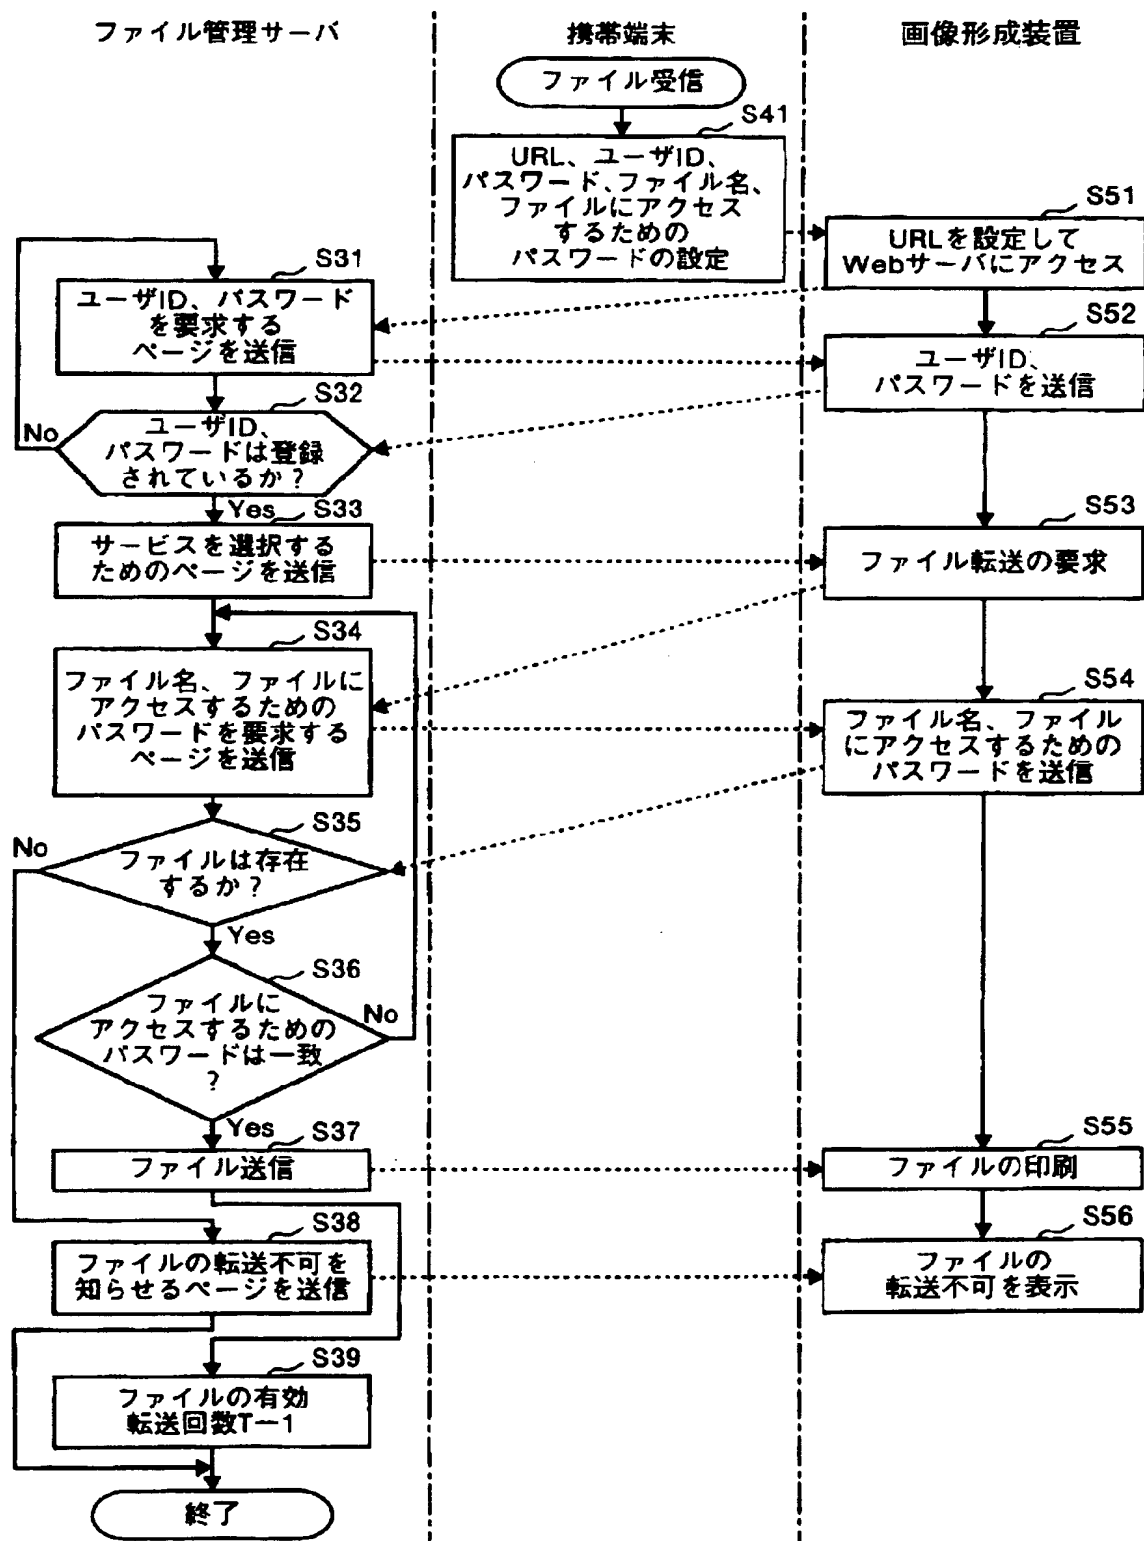 ファイル管理サーバ
携帯端末
画像形成装置
ファイル受信
S41
URL、ユーザID、
パスワード、ファイル名、
ファイルにアクセス
するための
パスワードの設定
S51
URLを設定して
Webサーバにアクセス
S31
ユーザID、パスワード
を要求する
ページを送信
S52
ユーザID、
パスワードを送信
S32
No
ユーザID、
パスワードは登録
されているか?
Yes
S33
サービスを選択する
ためのページを送信
S53
ファイル転送の要求
S34
ファイル名、ファイルに
アクセスするための
パスワードを要求する
ページを送信
S54
ファイル名、ファイル
にアクセスするための
パスワードを送信
S35
No
ファイルは存在
するか?
Yes
S36
ファイルに
アクセスするための
パスワードは一致
?
No
Yes
S37
ファイル送信
S55
ファイルの印刷
S38
ファイルの転送不可を
知らせるページを送信
S56
ファイルの
転送不可を表示
S39
ファイルの有効
転送回数T−1
終了